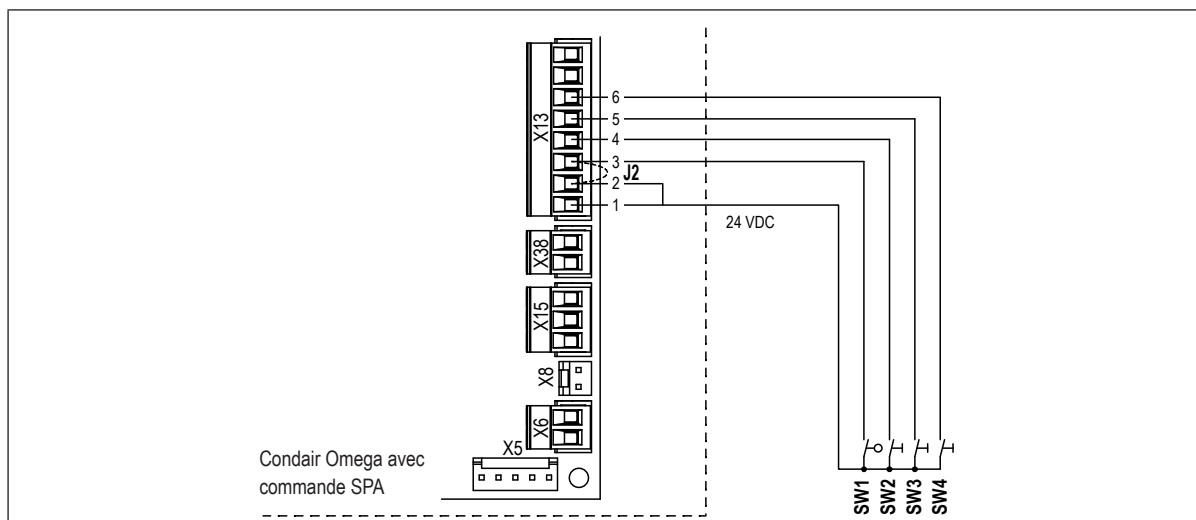 X13
6
5
4
3
J2
2
1
24 VDC
X38
X15
X8
X6
X5
Condair Omega avec
commande SPA
SW1
SW2
SW3
SW4